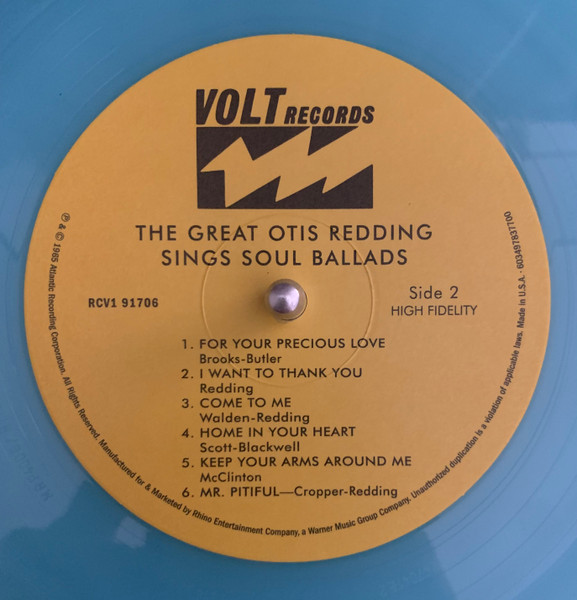 VOLT RECORDS
THE GREAT OTIS REDDING
SINGS SOUL BALLADS
RCV1 91706
Side 2
HIGH FIDELITY
1. FOR YOUR PRECIOUS LOVE
Brooks-Butler
2. I WANT TO THANK YOU
Redding
3. COME TO ME
Walden-Redding
4. HOME IN YOUR HEART
Scott-Blackwell
5. KEEP YOUR ARMS AROUND ME
McClinton
6. MR. PITIFUL—Cropper-Redding
℗ & © 1965 Atlantic Recording Corporation. All Rights Reserved. Manufactured for & Marketed by Rhino Entertainment Company, a Warner Music Group Company. Unauthorized duplication is a violation of applicable laws. Made in U.S.A. · 60349783700